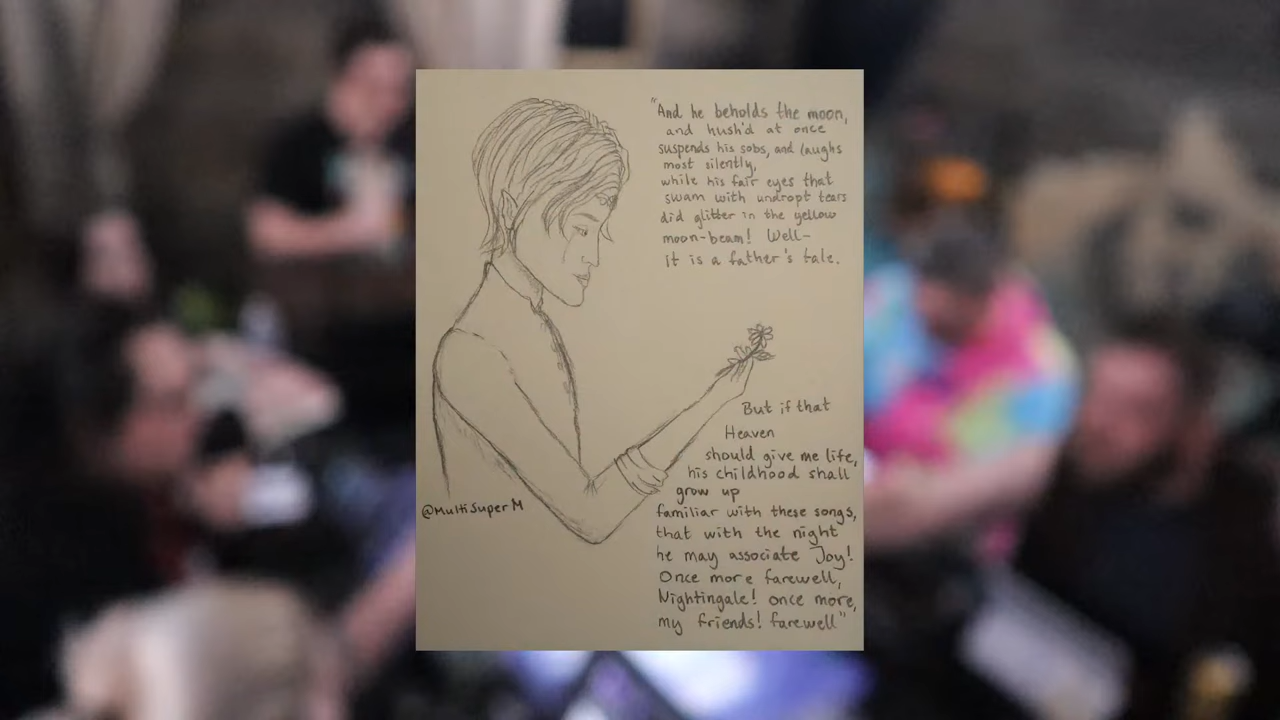 "And he beholds the moon,
and hush'd at once
suspends his sobs, and laughs
most silently,
while his fair eyes that
swam with undropt tears
did glitter in the yellow
moon-beam! Well-
it is a father's tale.
But if that
Heaven
should give me life,
his childhood shall
grow up
familiar with these songs,
that with the night
he may associate Joy!
Once more farewell,
Nightingale! once more,
my friends! farewell"
@MultiSuperM